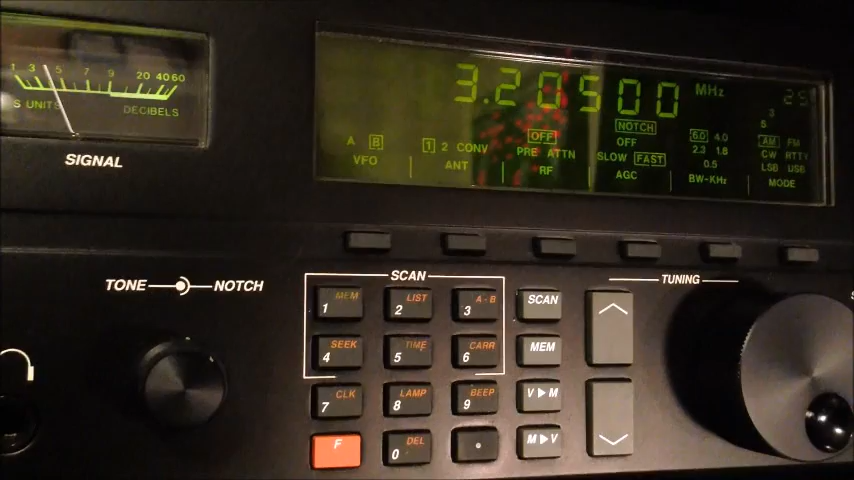 1 3 5 7 9 20 40 60
S UNITS DECIBELS
SIGNAL
3.20500 MHz
A B
VFO
1 2 CONV
ANT
OFF
PRE ATTN
RF
NOTCH
OFF
SLOW FAST
AGC
6.0 4.0
2.3 1.8
0.5
BW-KHz
AM FM
CW RTTY
LSB USB
MODE
TONE NOTCH
SCAN
TUNING
1 MEM
2 LIST
3 A-B
SCAN
4 SEEK
5 TIME
6 CARR
MEM
7 CLK
8 LAMP
9 BEEP
V▶M
F
0 DEL
.
M▶V